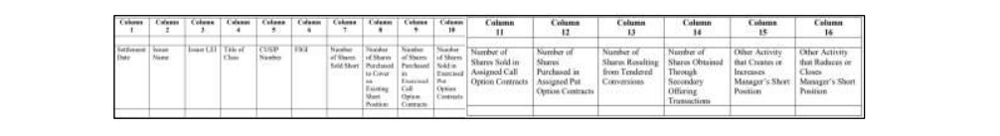 Column 1 Column 2 Column 3 Column 4 Column 5 Column 6 Column 7 Column 8 Column 9 Column 10 Column 11 Column 12 Column 13 Column 14 Column 15 Column 16
Settlement Date
Issuer Name
Issuer LEI
Title of Class
CUSIP Number
FIGI
Number of Shares Sold Short
Number of Shares Purchased to Cover an Existing Short Position
Number of Shares Purchased in Exercised Call Option Contracts
Number of Shares Sold in Exercised Put Option Contracts
Number of
Shares Sold in
Assigned Call
Option Contracts
Number of
Shares
Purchased in
Assigned Put
Option Contracts
Number of
Shares Resulting
from Tendered
Conversions
Number of
Shares Obtained
Through
Secondary
Offering
Transactions
Other Activity
that Creates or
Increases
Manager's Short
Position
Other Activity
that Reduces or
Closes
Manager's Short
Position